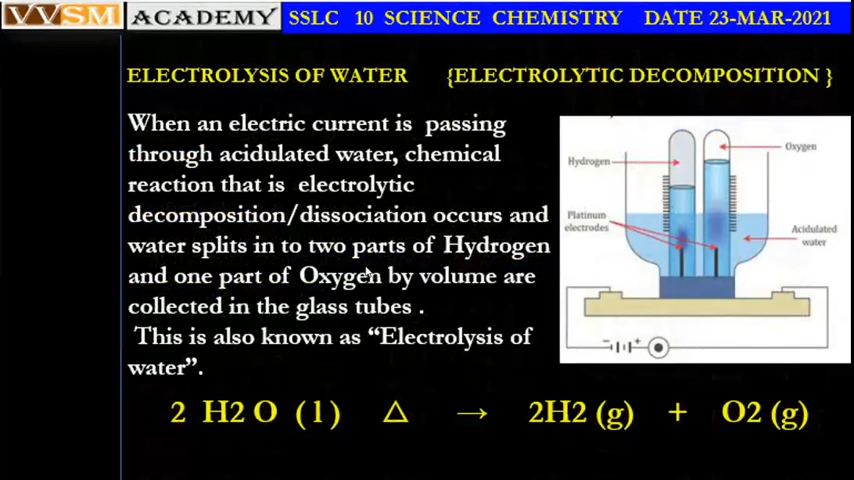 VVSM ACADEMY SSLC 10 SCIENCE CHEMISTRY DATE 23-MAR-2021
ELECTROLYSIS OF WATER {ELECTROLYTIC DECOMPOSITION }
When an electric current is passing
through acidulated water, chemical
reaction that is electrolytic
decomposition/dissociation occurs and
water splits in to two parts of Hydrogen
and one part of Oxygen by volume are
collected in the glass tubes .
This is also known as “Electrolysis of
water”.
Hydrogen
Oxygen
Platinum
electrodes
Acidulated
water
− +
2 H2 O ( l ) △ → 2H2 (g) + O2 (g)